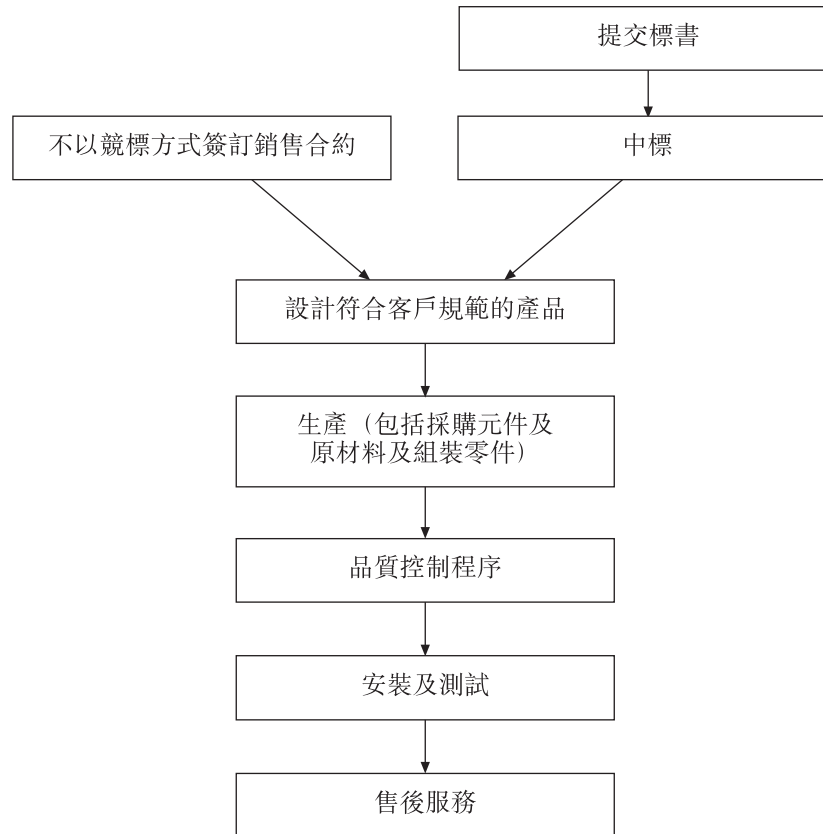 提交標書
不以競標方式簽訂銷售合約
中標
設計符合客戶規範的產品
生產（包括採購元件及
原材料及組裝零件）
品質控制程序
安裝及測試
售後服務